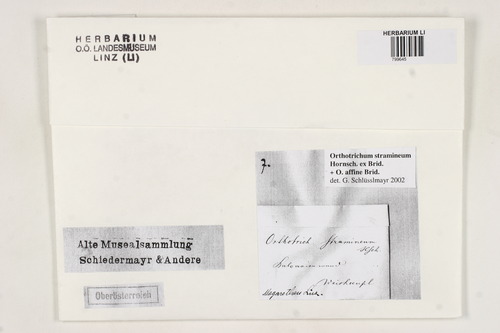 HERBARIUM
O.Ö. LANDESMUSEUM
LINZ (LI)
HERBARIUM LI
799645
7.
Orthotrichum stramineum
Hornsch. ex Brid.
+ O. affine Brid.
det. G. Schlüsslmayr 2002
Orthotrich stramineum
Alte Musealsammlung
Schiedermayr & Andere
Oberösterreich